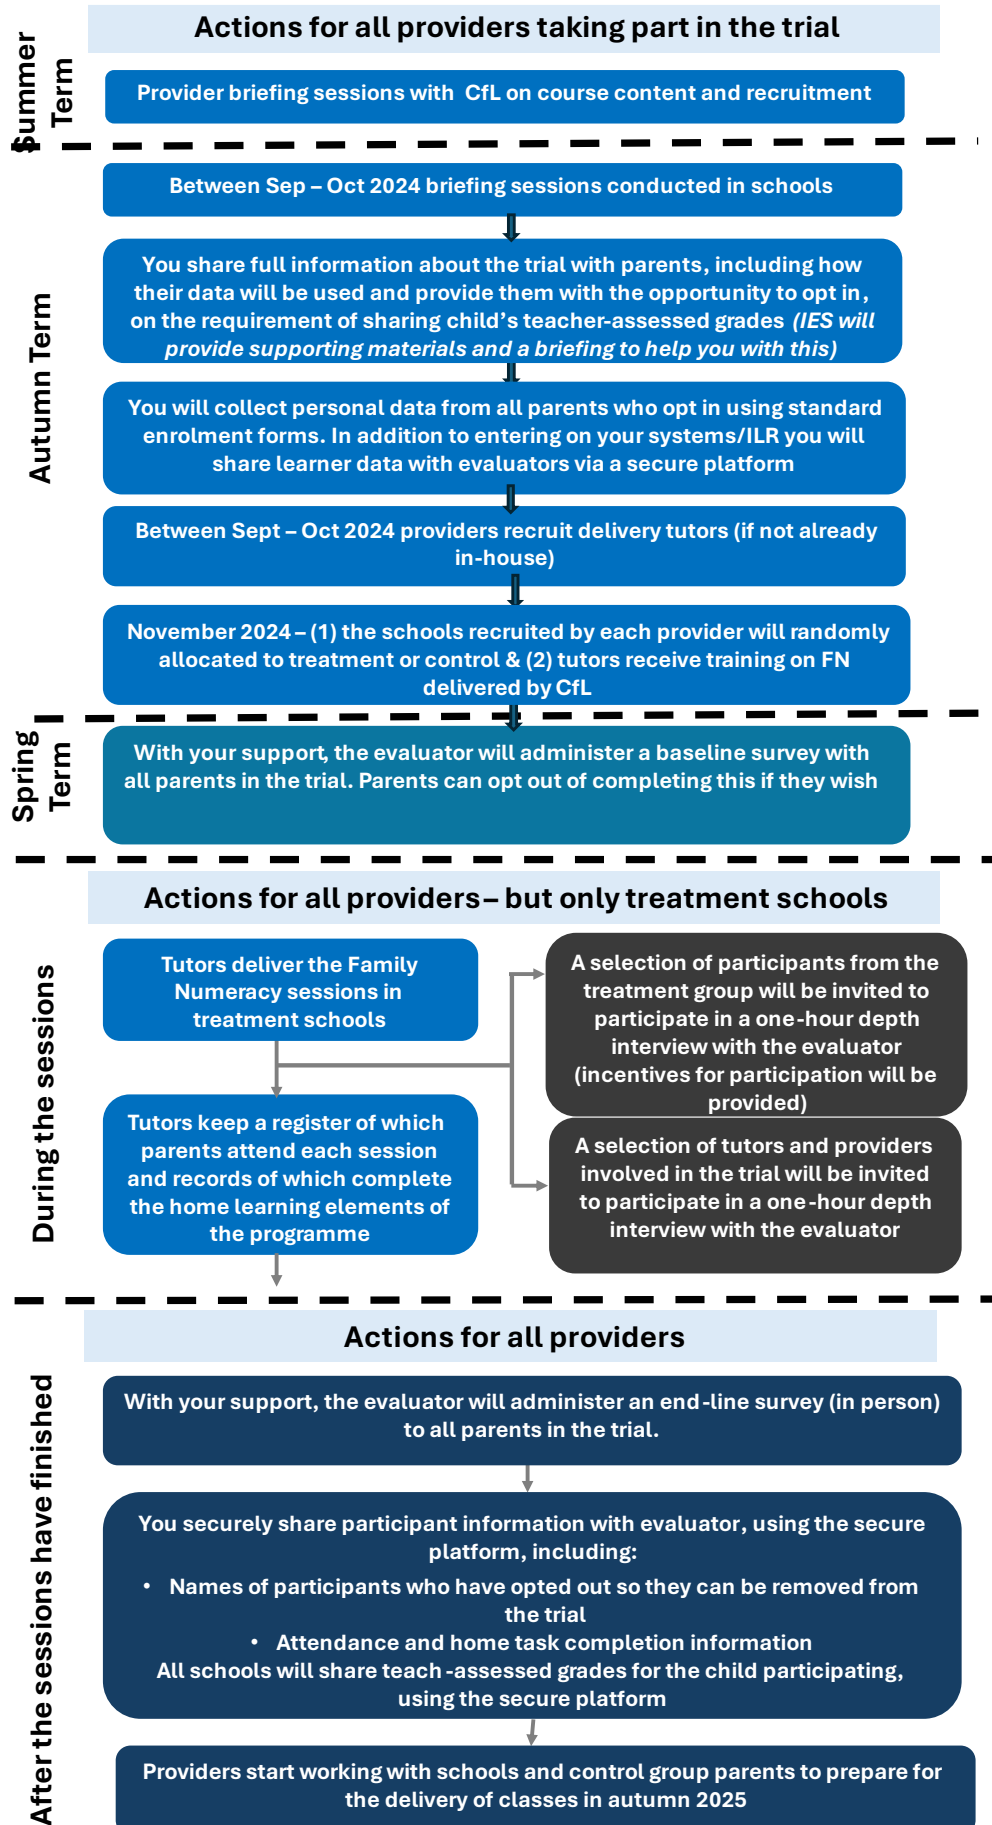 Actions for all providers taking part in the trial
Summer
Term
Provider briefing sessions with CfL on course content and recruitment
Autumn Term
Between Sep – Oct 2024 briefing sessions conducted in schools
You share full information about the trial with parents, including how
their data will be used and provide them with the opportunity to opt in,
on the requirement of sharing child's teacher-assessed grades (IES will
provide supporting materials and a briefing to help you with this)
You will collect personal data from all parents who opt in using standard
enrolment forms. In addition to entering on your systems/ILR you will
share learner data with evaluators via a secure platform
Between Sept – Oct 2024 providers recruit delivery tutors (if not already
in-house)
November 2024 – (1) the schools recruited by each provider will randomly
allocated to treatment or control & (2) tutors receive training on FN
delivered by CfL
Spring
Term
With your support, the evaluator will administer a baseline survey with
all parents in the trial. Parents can opt out of completing this if they wish
Actions for all providers – but only treatment schools
During the sessions
Tutors deliver the Family
Numeracy sessions in
treatment schools
Tutors keep a register of which
parents attend each session
and records of which complete
the home learning elements of
the programme
A selection of participants from the
treatment group will be invited to
participate in a one-hour depth
interview with the evaluator
(incentives for participation will be
provided)
A selection of tutors and providers
involved in the trial will be invited
to participate in a one-hour depth
interview with the evaluator
Actions for all providers
After the sessions have finished
With your support, the evaluator will administer an end-line survey (in person)
to all parents in the trial.
You securely share participant information with evaluator, using the secure
platform, including:
• Names of participants who have opted out so they can be removed from
the trial
• Attendance and home task completion information
All schools will share teach-assessed grades for the child participating,
using the secure platform
Providers start working with schools and control group parents to prepare for
the delivery of classes in autumn 2025